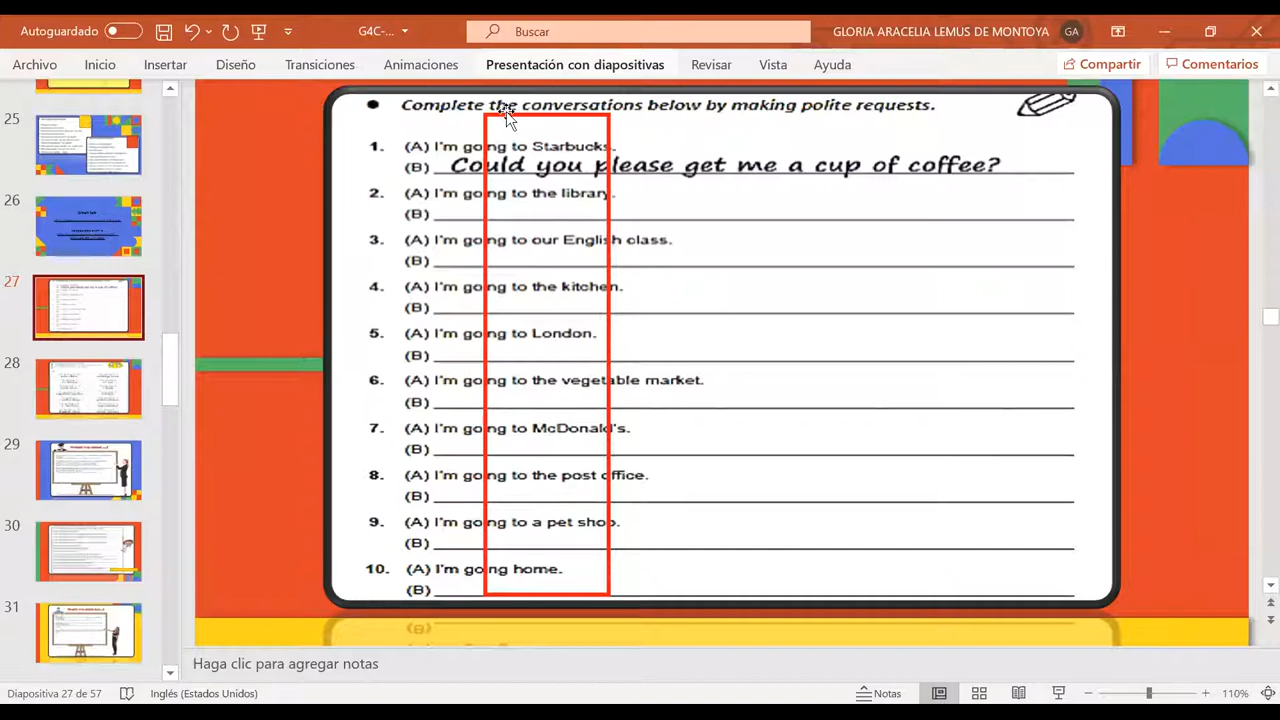 Autoguardado
G4C-...
Buscar
GLORIA ARACELIA LEMUS DE MONTOYA
GA
Archivo
Inicio
Insertar
Diseño
Transiciones
Animaciones
Presentación con diapositivas
Revisar
Vista
Ayuda
Compartir
Comentarios
25
26
27
28
29
30
31
Complete the conversations below by making polite requests.
1. (A) I'm going to Starbucks.
(B) Could you please get me a cup of coffee?
2. (A) I'm going to the library.
(B)
3. (A) I'm going to our English class.
(B)
4. (A) I'm going to the kitchen.
(B)
5. (A) I'm going to London.
(B)
6. (A) I'm going to the vegetable market.
(B)
7. (A) I'm going to McDonald's.
(B)
8. (A) I'm going to the post office.
(B)
9. (A) I'm going to a pet shop.
(B)
10. (A) I'm going home.
(B)
(B)
Haga clic para agregar notas
Diapositiva 27 de 57
Inglés (Estados Unidos)
Notas
110%